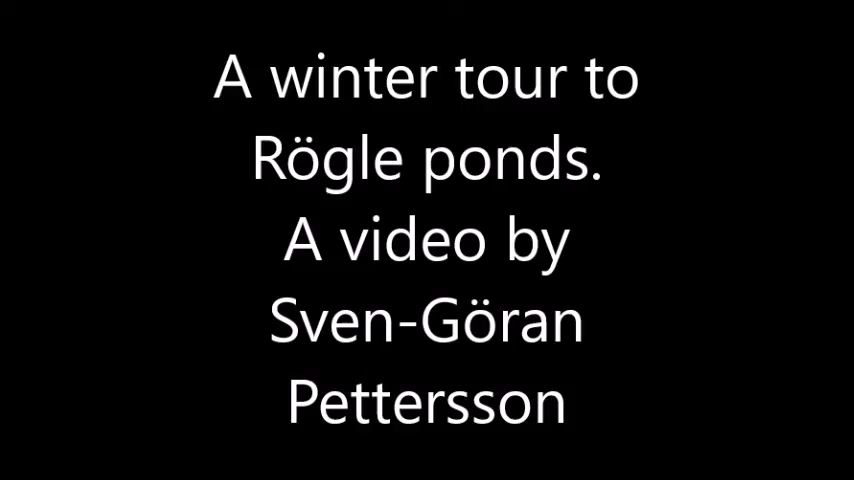 A winter tour to
Rögle ponds.
A video by
Sven-Göran
Pettersson